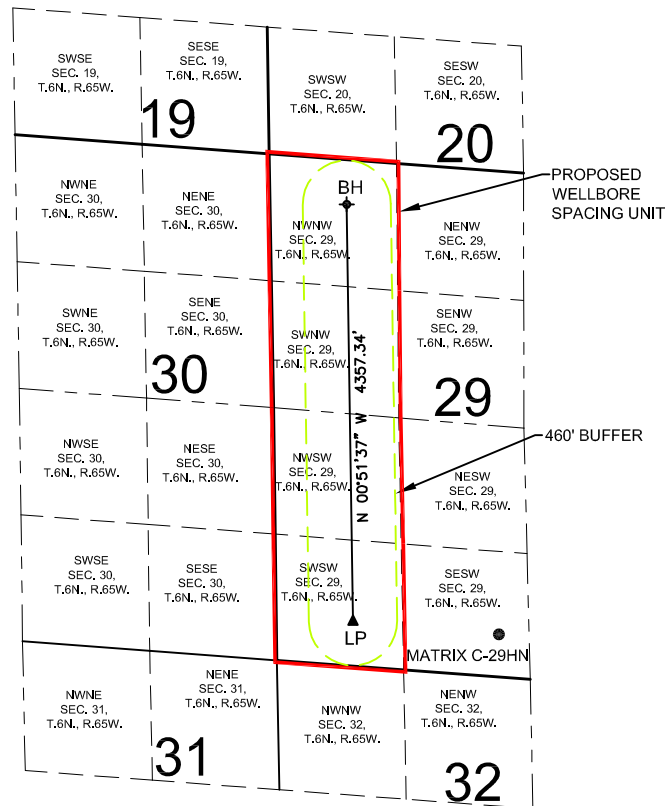 SWSE
SEC. 19,
T.6N., R.65W.
SESE
SEC. 19,
T.6N., R.65W.
SWSW
SEC. 20,
T.6N., R.65W.
SESW
SEC. 20,
T.6N., R.65W.
19
20
PROPOSED
WELLBORE
SPACING UNIT
BH
NWNE
SEC. 30,
T.6N., R.65W.
NENE
SEC. 30,
T.6N., R.65W.
NWNW
SEC. 29,
T.6N., R.65W.
NENW
SEC. 29,
T.6N., R.65W.
SWNE
SEC. 30,
T.6N., R.65W.
SENE
SEC. 30,
T.6N., R.65W.
SWNW
SEC. 29,
T.6N., R.65W.
SENW
SEC. 29,
T.6N., R.65W.
30
29
N 00°51'37" W 4357.34'
460' BUFFER
NWSE
SEC. 30,
T.6N., R.65W.
NESE
SEC. 30,
T.6N., R.65W.
NWSW
SEC. 29,
T.6N., R.65W.
NESW
SEC. 29,
T.6N., R.65W.
SWSE
SEC. 30,
T.6N., R.65W.
SESE
SEC. 30,
T.6N., R.65W.
SWSW
SEC. 29,
T.6N., R.65W.
SESW
SEC. 29,
T.6N., R.65W.
LP
MATRIX C-29HN
NWNE
SEC. 31,
T.6N., R.65W.
NENE
SEC. 31,
T.6N., R.65W.
NWNW
SEC. 32,
T.6N., R.65W.
NENW
SEC. 32,
T.6N., R.65W.
31
32